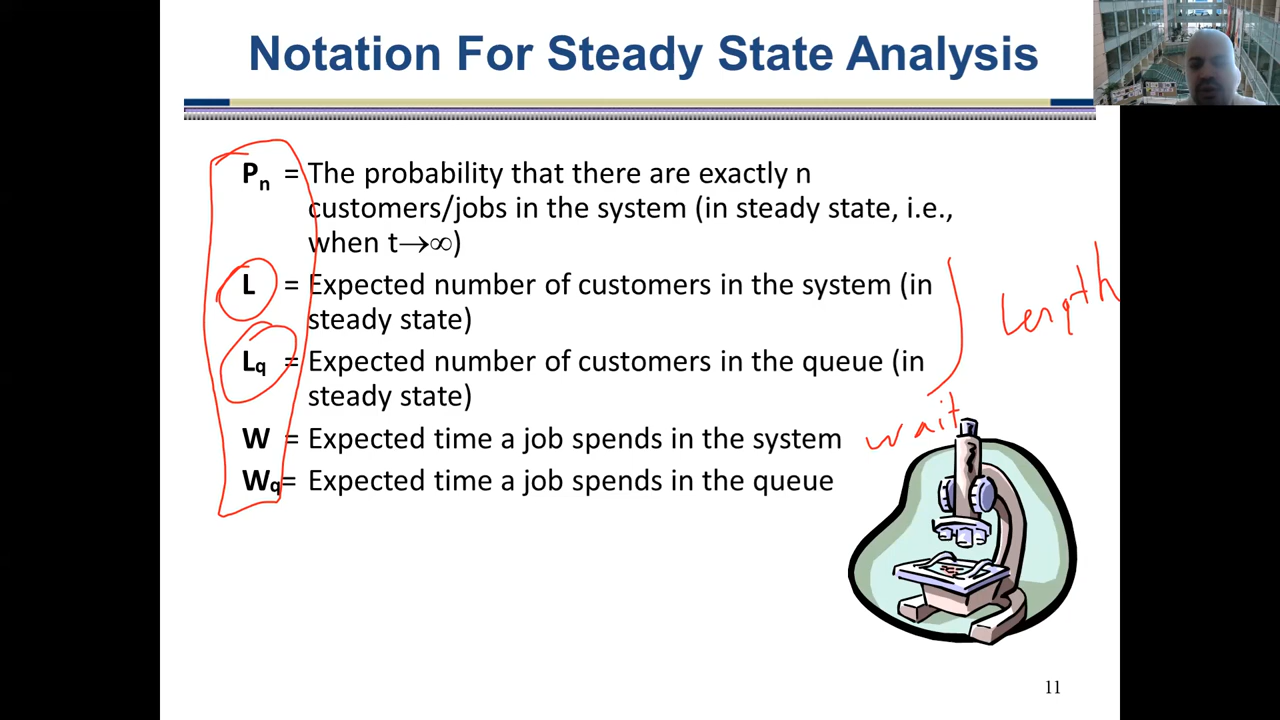 Notation For Steady State Analysis
Pn = The probability that there are exactly n
customers/jobs in the system (in steady state, i.e.,
when t→∞)
L = Expected number of customers in the system (in
steady state)
Length
Lq = Expected number of customers in the queue (in
steady state)
W = Expected time a job spends in the system
wait
Wq= Expected time a job spends in the queue
11